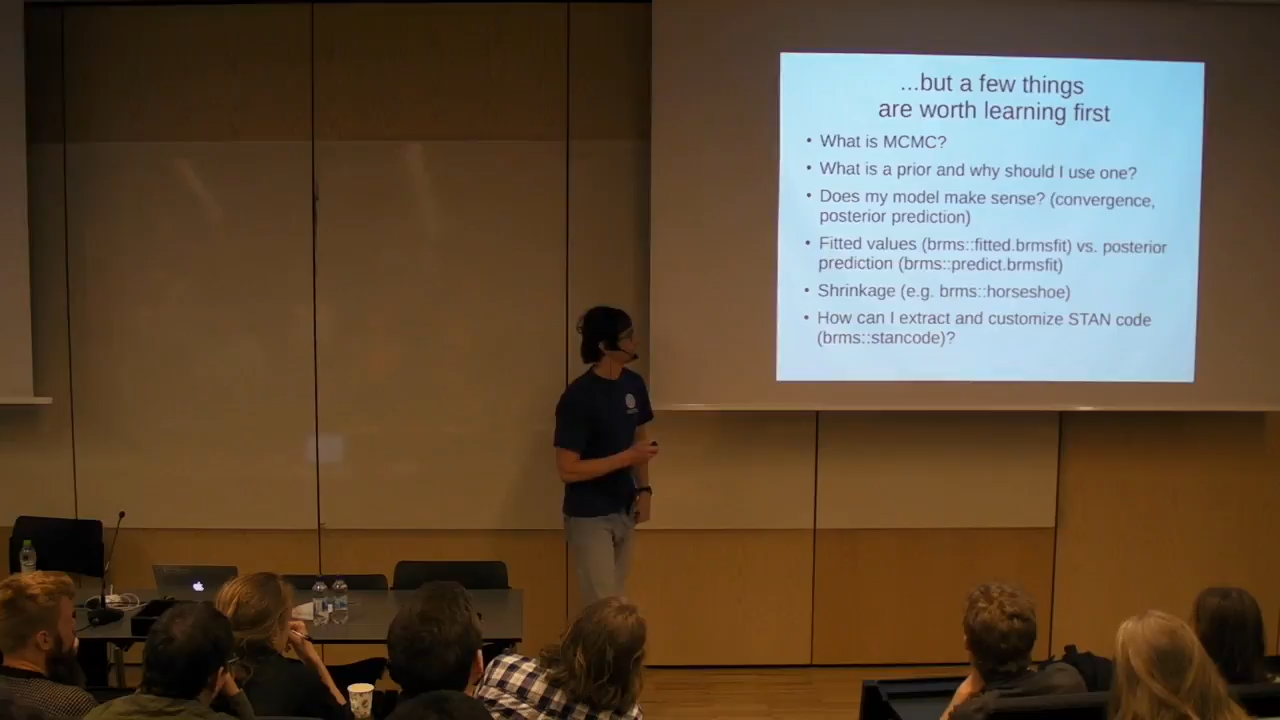 ...but a few things
are worth learning first
• What is MCMC?
• What is a prior and why should I use one?
• Does my model make sense? (convergence,
posterior prediction)
• Fitted values (brms::fitted.brmsfit) vs. posterior
prediction (brms::predict.brmsfit)
• Shrinkage (e.g. brms::horseshoe)
• How can I extract and customize STAN code
(brms::stancode)?